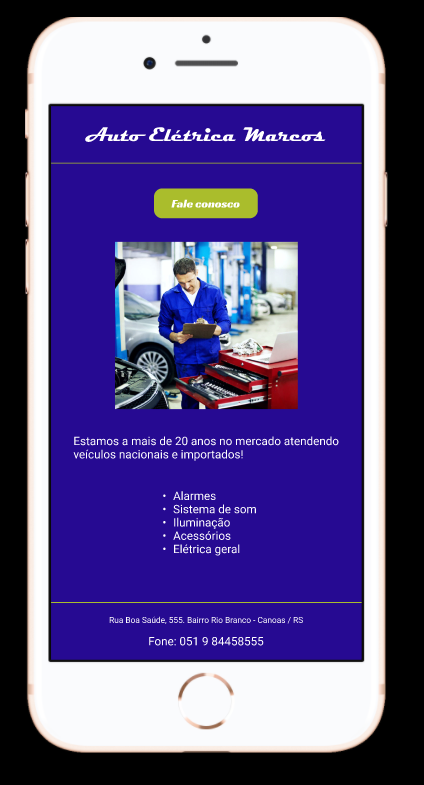 Auto Elétrica Marcos
Fale conosco
Estamos a mais de 20 anos no mercado atendendo
veículos nacionais e importados!
• Alarmes
• Sistema de som
• Iluminação
• Acessórios
• Elétrica geral
Rua Boa Saúde, 555. Bairro Rio Branco - Canoas / RS
Fone: 051 9 84458555